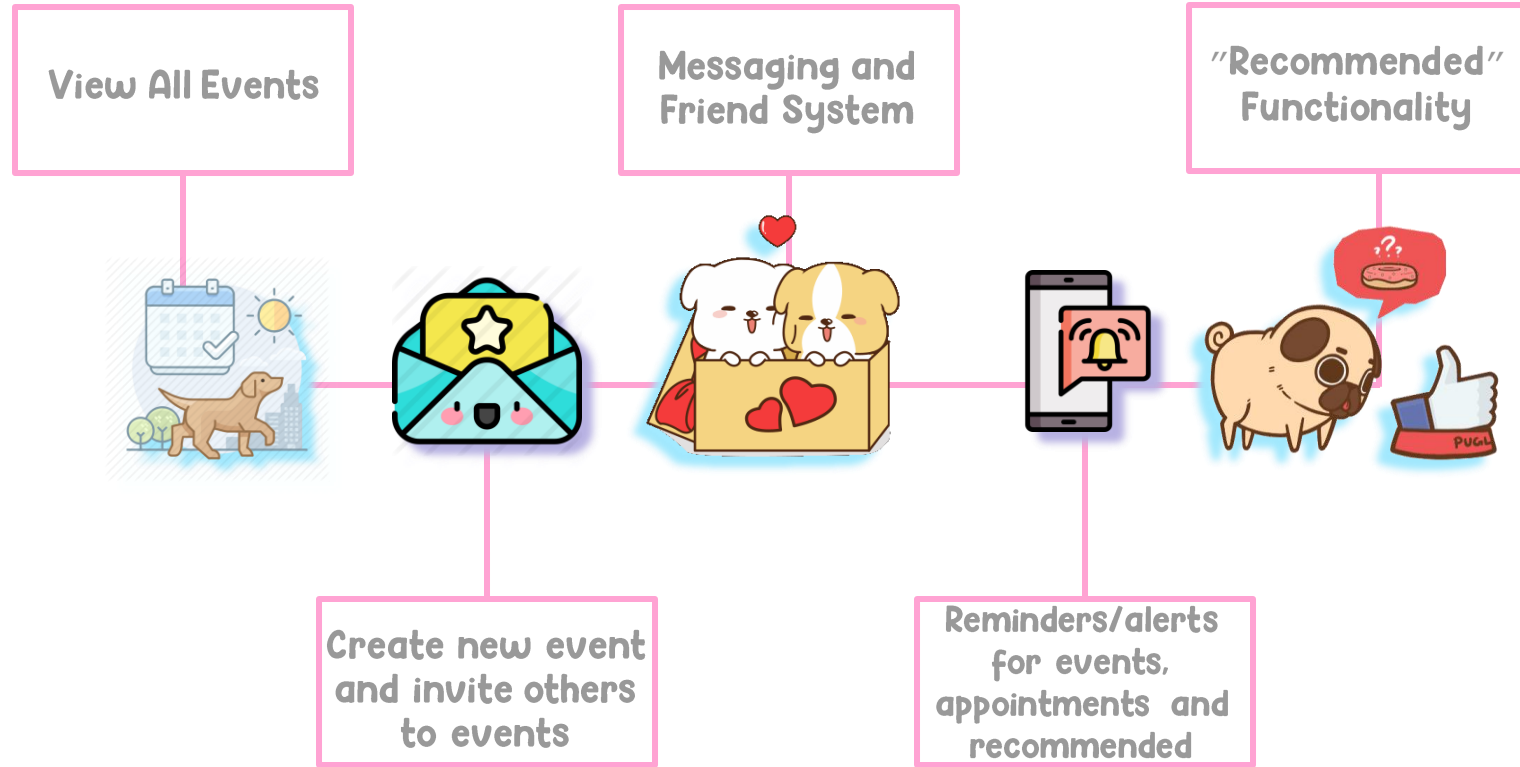 View All Events
Messaging and
Friend System
"Recommended"
Functionality
PUGL
Create new event
and invite others
to events
Reminders/alerts
for events,
appointments and
recommended